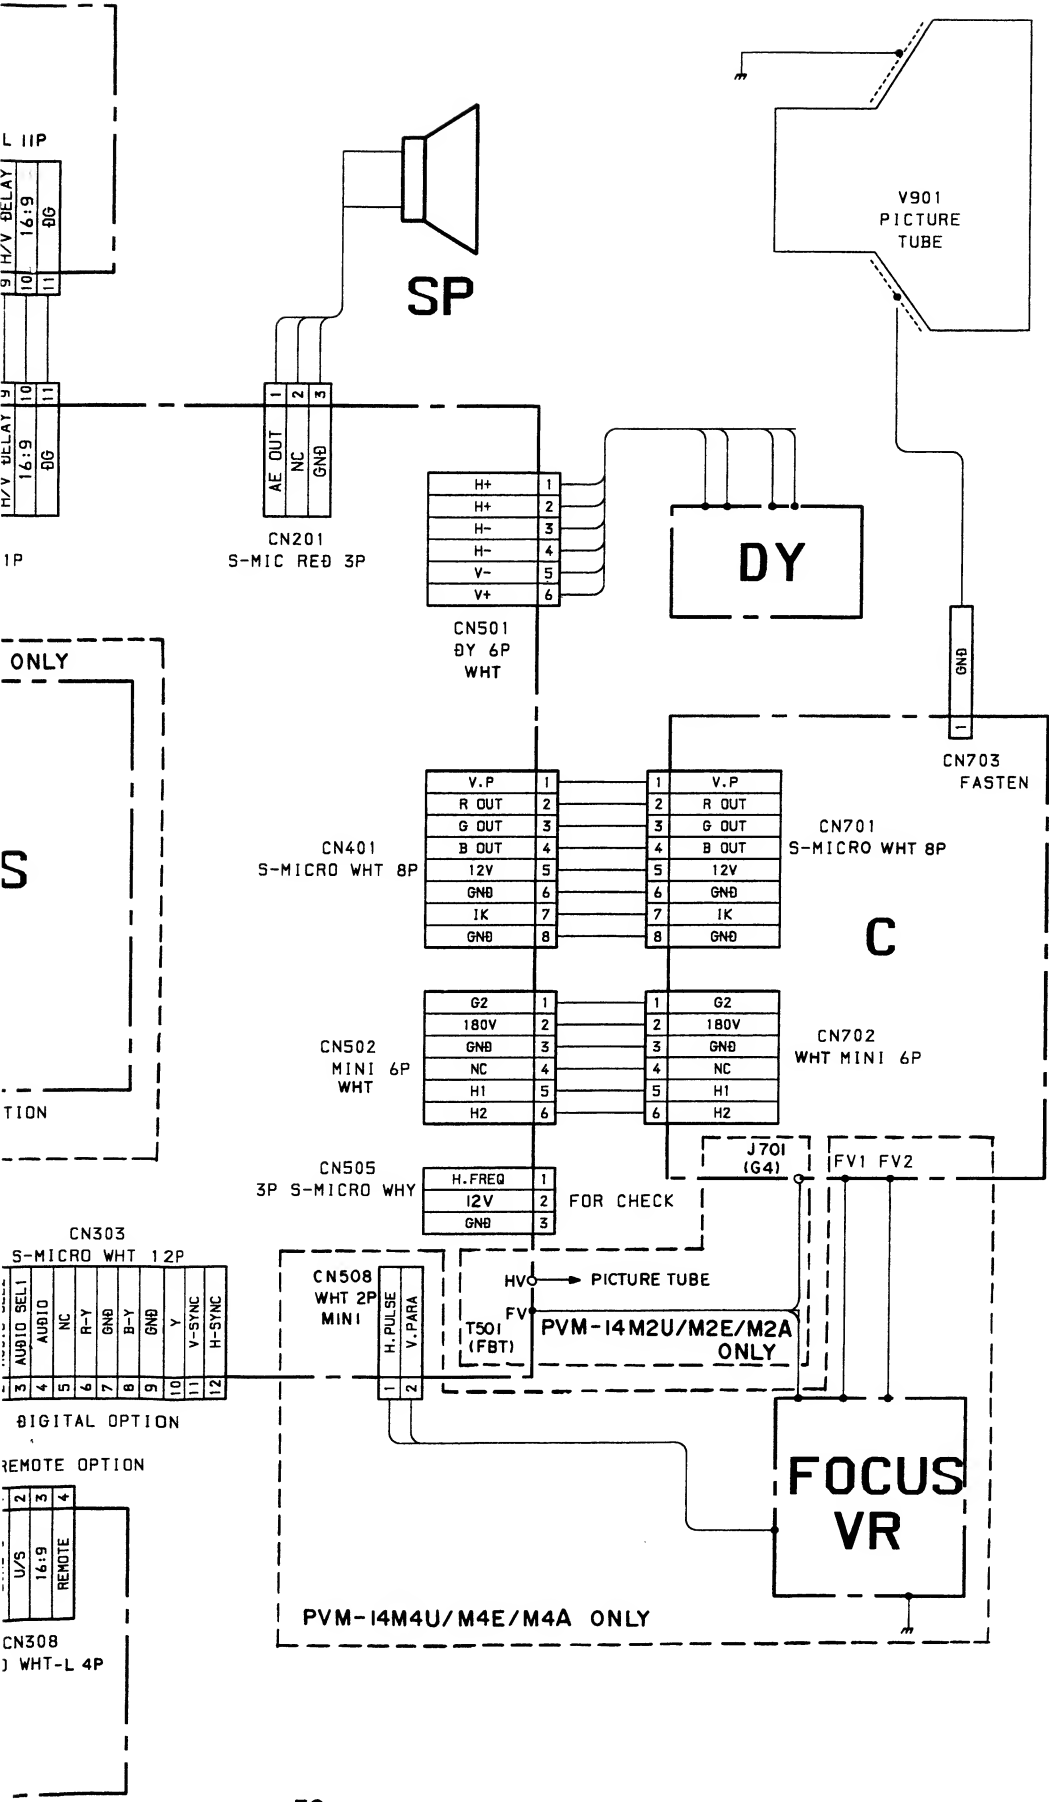 L 11P
9 H/V DELAY
10 16:9
11 DG
9 H/V DELAY
10 16:9
11 DG
1P
SP
1 AE OUT
2 NC
3 GND
CN201
S-MIC RED 3P
V901
PICTURE
TUBE
H+ 1
H+ 2
H- 3
H- 4
V- 5
V+ 6
CN501
DY 6P
WHT
DY
GND
1
CN703
FASTEN
ONLY
S
TION
CN401
S-MICRO WHT 8P
V.P 1
R OUT 2
G OUT 3
B OUT 4
12V 5
GND 6
IK 7
GND 8
1 V.P
2 R OUT
3 G OUT
4 B OUT
5 12V
6 GND
7 IK
8 GND
CN701
S-MICRO WHT 8P
C
CN502
MINI 6P
WHT
G2 1
180V 2
GND 3
NC 4
H1 5
H2 6
1 G2
2 180V
3 GND
4 NC
5 H1
6 H2
CN702
WHT MINI 6P
CN505
3P S-MICRO WHY
H.FREQ 1
12V 2
GND 3
FOR CHECK
J701
(G4)
FV1 FV2
CN303
S-MICRO WHT 12P
3 AUDIO SEL1
4 AUDIO
5 NC
6 R-Y
7 GND
8 B-Y
9 GND
10 Y
11 V-SYNC
12 H-SYNC
DIGITAL OPTION
CN508
WHT 2P
MINI
H.PULSE 1
V.PARA 2
HV
PICTURE TUBE
FV
T501
(FBT)
PVM-14M2U/M2E/M2A
ONLY
FOCUS
VR
REMOTE OPTION
2 U/S
3 16:9
4 REMOTE
CN308
WHT-L 4P
PVM-14M4U/M4E/M4A ONLY